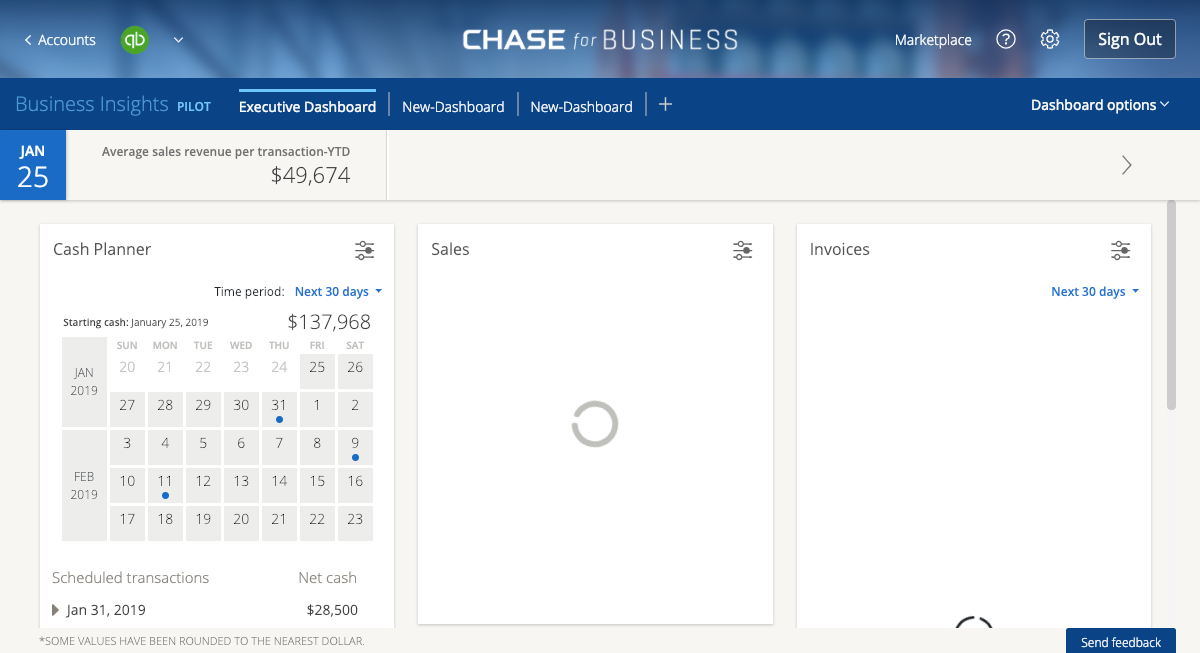 Accounts
qb
CHASE for BUSINESS
Marketplace
?
Sign Out
Business Insights PILOT
Executive Dashboard
New-Dashboard
New-Dashboard
+
Dashboard options
JAN
25
Average sales revenue per transaction-YTD
$49,674
Cash Planner
Time period: Next 30 days
Starting cash: January 25, 2019
$137,968
SUN MON TUE WED THU FRI SAT
JAN
2019
20 21 22 23 24 25 26
27 28 29 30 31 1 2
FEB
2019
3 4 5 6 7 8 9
10 11 12 13 14 15 16
17 18 19 20 21 22 23
Scheduled transactions Net cash
Jan 31, 2019 $28,500
Sales
Invoices
Next 30 days
*SOME VALUES HAVE BEEN ROUNDED TO THE NEAREST DOLLAR.
Send feedback